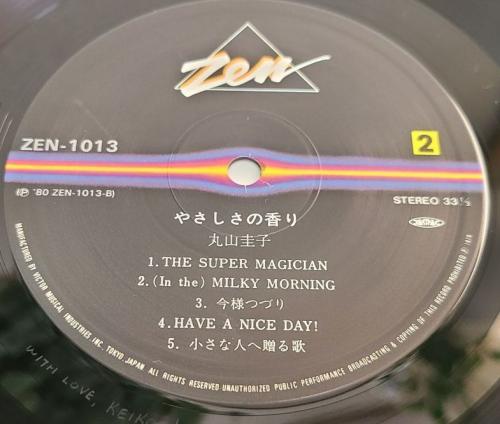 zen
ZEN-1013
2
℗ '80 ZEN-1013-B)
STEREO 33⅓
やさしさの香り
丸山圭子
JASRAC
1. THE SUPER MAGICIAN
2. (In the) MILKY MORNING
3. 今様つづり
4. HAVE A NICE DAY!
5. 小さな人へ贈る歌
MANUFACTURED BY VICTOR MUSICAL INDUSTRIES INC. TOKYO JAPAN ALL RIGHTS RESERVED·UNAUTHORIZED PUBLIC PERFORMANCE BROADCASTING & COPYING OF THIS RECORD PROHIBITED
WITH LOVE, KEIKO